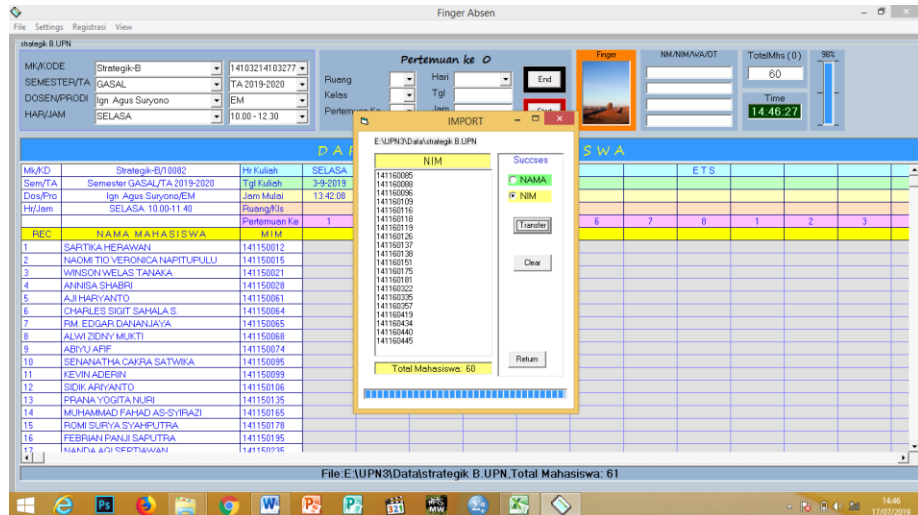 Finger Absen
File Settings Registrasi View
strategik B.UPN
MK/KODE Strategik-B 14103214103277
SEMESTER/TA GASAL TA 2019-2020
DOSEN/PRODI Ign Agus Suryono EM
HAR/JAM SELASA 10.00 - 12.30
Pertemuan ke 0
Ruang Hari
Kelas Tgl
Jam
End
Finger
NM/NIM/WA/OT
TotalMhs ( 0 )
60
Time
14:46:27
98%
IMPORT
E:\UPN3\Data\strategik B.UPN
NIM
141160085
141160088
141160096
141160109
141160116
141160118
141160119
141160126
141160137
141160138
141160151
141160175
141160181
141160322
141160335
141160357
141160419
141160434
141160440
141160445
Total Mahasiswa: 60
Succses
NAMA
NIM
Transfer
Clear
Return
Mk/KD Strategik-B/10082 Hr Kuliah SELASA E T S
Sem/TA Semester GASAL/TA 2019-2020 Tgl Kuliah 3-9-2019
Dos/Pro Ign Agus Suryono/EM Jam Mulai 13:42:08
Hr/Jam SELASA 10.00-11.40 Ruang/Kls
Pertemuan Ke 1 6 7 8 1 2 3
REC NAMA MAHASISWA MIM
1 SARTIKA HERAWAN 141150012
2 NAOMI TIO VERONICA NAPITUPULU 141150015
3 WINSON WELAS TANAKA 141150021
4 ANNISA SHABRI 141150028
5 AJI HARYANTO 141150061
6 CHARLES SIGIT SAHALA S. 141150064
7 RM. EDGAR DANANJAYA 141150065
8 ALWI ZIDNY MUKTI 141150068
9 ABIYU AFIF 141150074
10 SENANATHA CAKRA SATWIKA 141150095
11 KEVIN ADERIN 141150099
12 SIDIK ARIYANTO 141150106
13 PRANA YOGITA NURI 141150135
14 MUHAMMAD FAHAD AS-SYIRAZI 141150165
15 ROMI SURYA SYAHPUTRA 141150178
16 FEBRIAN PANJI SAPUTRA 141150195
17 NANDA AGI SEPTIAWAN 141150235
File:E:\UPN3\Data\strategik B.UPN,Total Mahasiswa: 61
14:46
17/07/2019